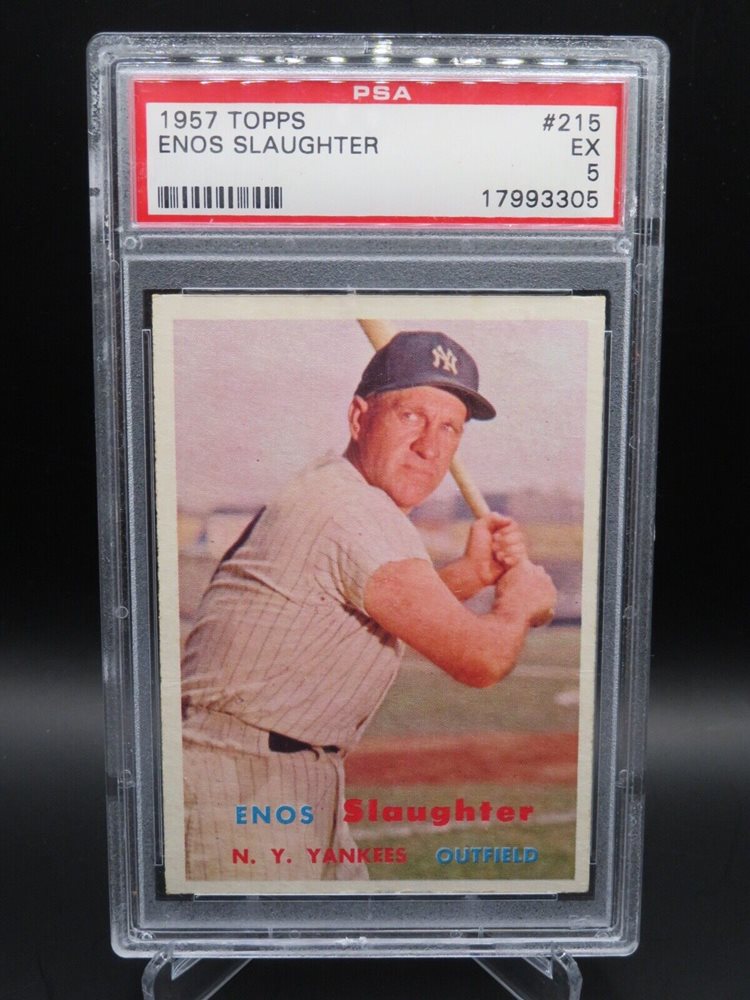 PSA
1957 TOPPS #215
ENOS SLAUGHTER EX
5
17993305
NY
ENOS Slaughter
N. Y. YANKEES OUTFIELD